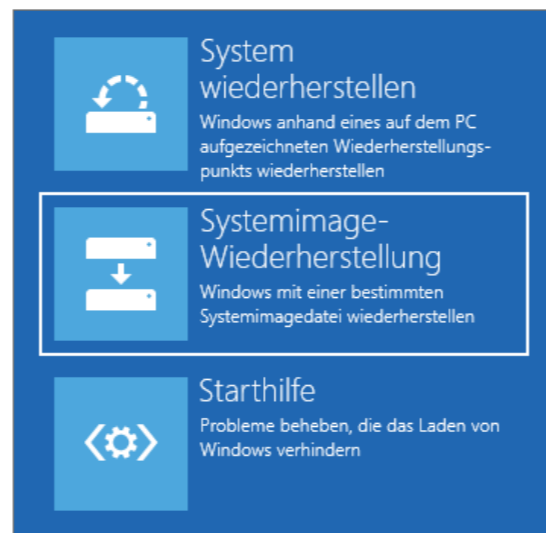 System
wiederherstellen
Windows anhand eines auf dem PC
aufgezeichneten Wiederherstellungs-
punkts wiederherstellen
Systemimage-
Wiederherstellung
Windows mit einer bestimmten
Systemimagedatei wiederherstellen
Starthilfe
Probleme beheben, die das Laden von
Windows verhindern